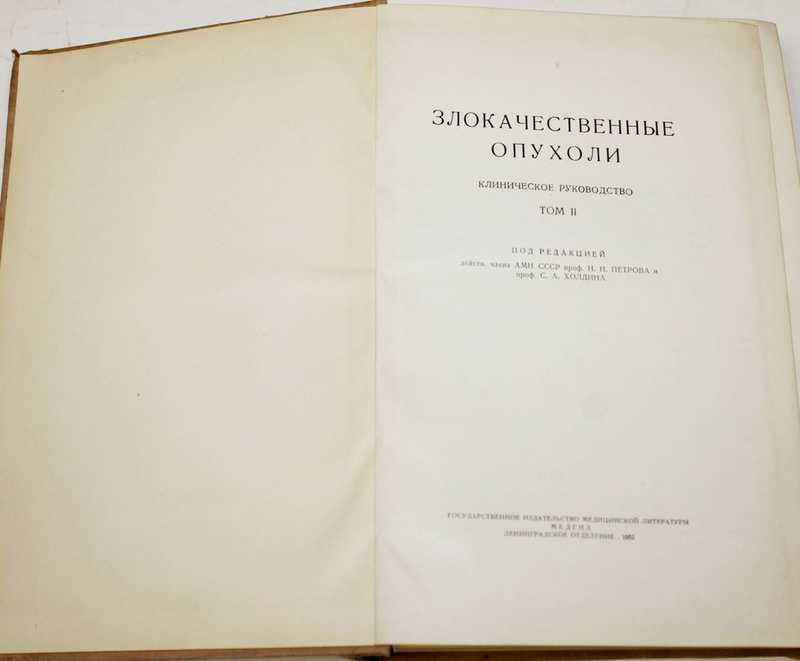 ЗЛОКАЧЕСТВЕННЫЕ
ОПУХОЛИ
КЛИНИЧЕСКОЕ РУКОВОДСТВО
ТОМ II
ПОД РЕДАКЦИЕЙ
действ. члена АМН СССР проф. Н. Н. ПЕТРОВА и
проф. С. А. ХОЛДИНА
ГОСУДАРСТВЕННОЕ ИЗДАТЕЛЬСТВО МЕДИЦИНСКОЙ ЛИТЕРАТУРЫ
МЕДГИЗ
ЛЕНИНГРАДСКОЕ ОТДЕЛЕНИЕ . 1952